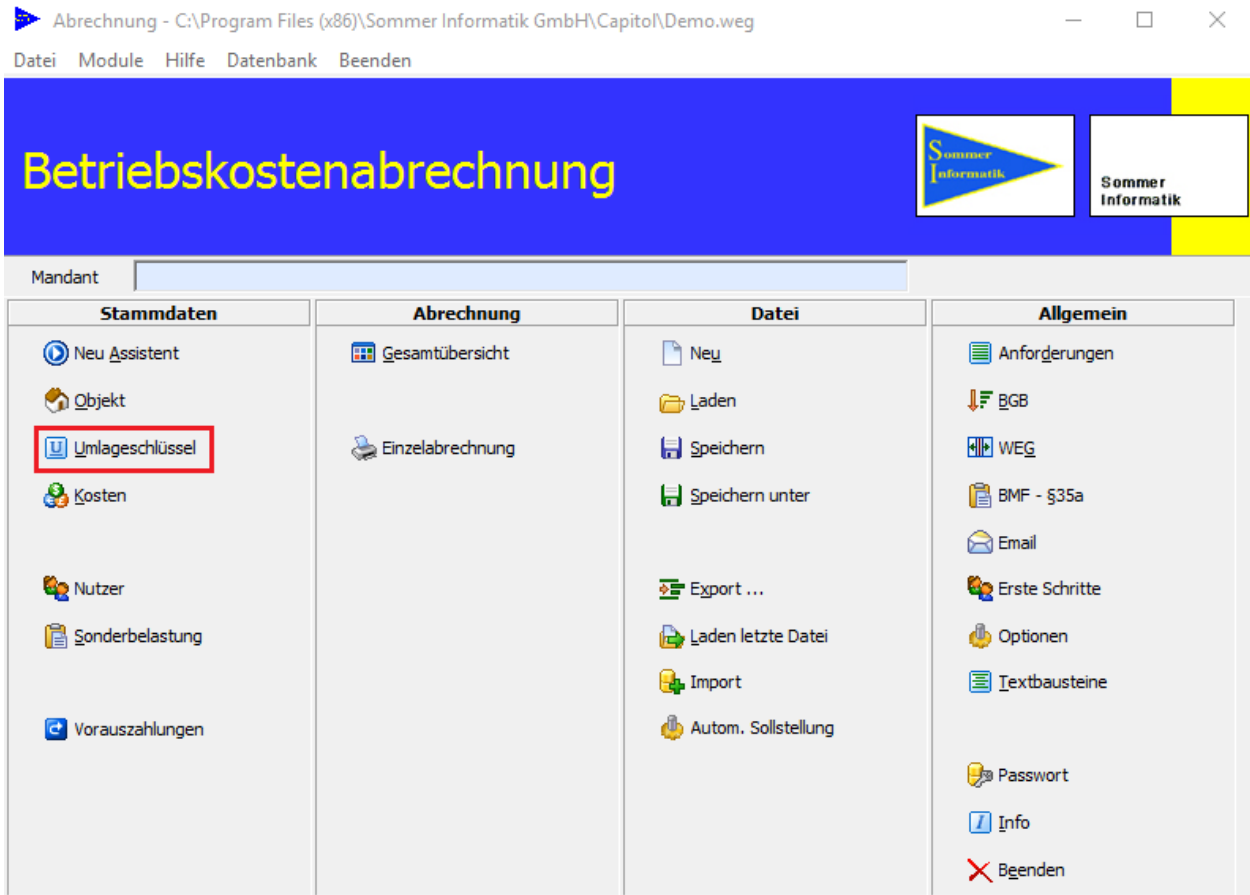 Abrechnung - C:\Program Files (x86)\Sommer Informatik GmbH\Capitol\Demo.weg
Datei Module Hilfe Datenbank Beenden
Betriebskostenabrechnung
Sommer
Informatik
Sommer
Informatik
Mandant
Stammdaten
Neu Assistent
Objekt
Umlageschlüssel
Kosten
Nutzer
Sonderbelastung
Vorauszahlungen
Abrechnung
Gesamtübersicht
Einzelabrechnung
Datei
Neu
Laden
Speichern
Speichern unter
Export ...
Laden letzte Datei
Import
Autom. Sollstellung
Allgemein
Anforderungen
BGB
WEG
BMF - §35a
Email
Erste Schritte
Optionen
Textbausteine
Passwort
Info
Beenden